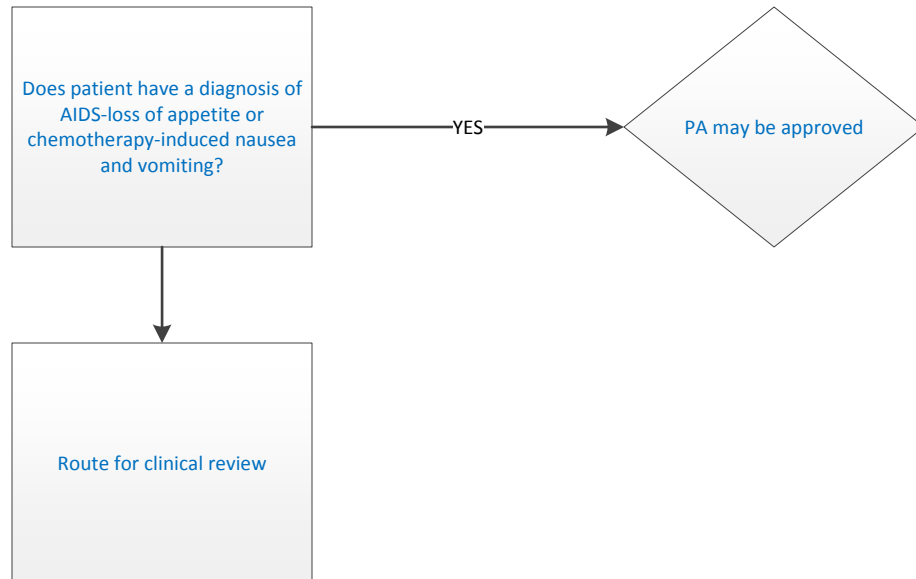 Does patient have a diagnosis of
AIDS-loss of appetite or
chemotherapy-induced nausea
and vomiting?
YES
PA may be approved
Route for clinical review